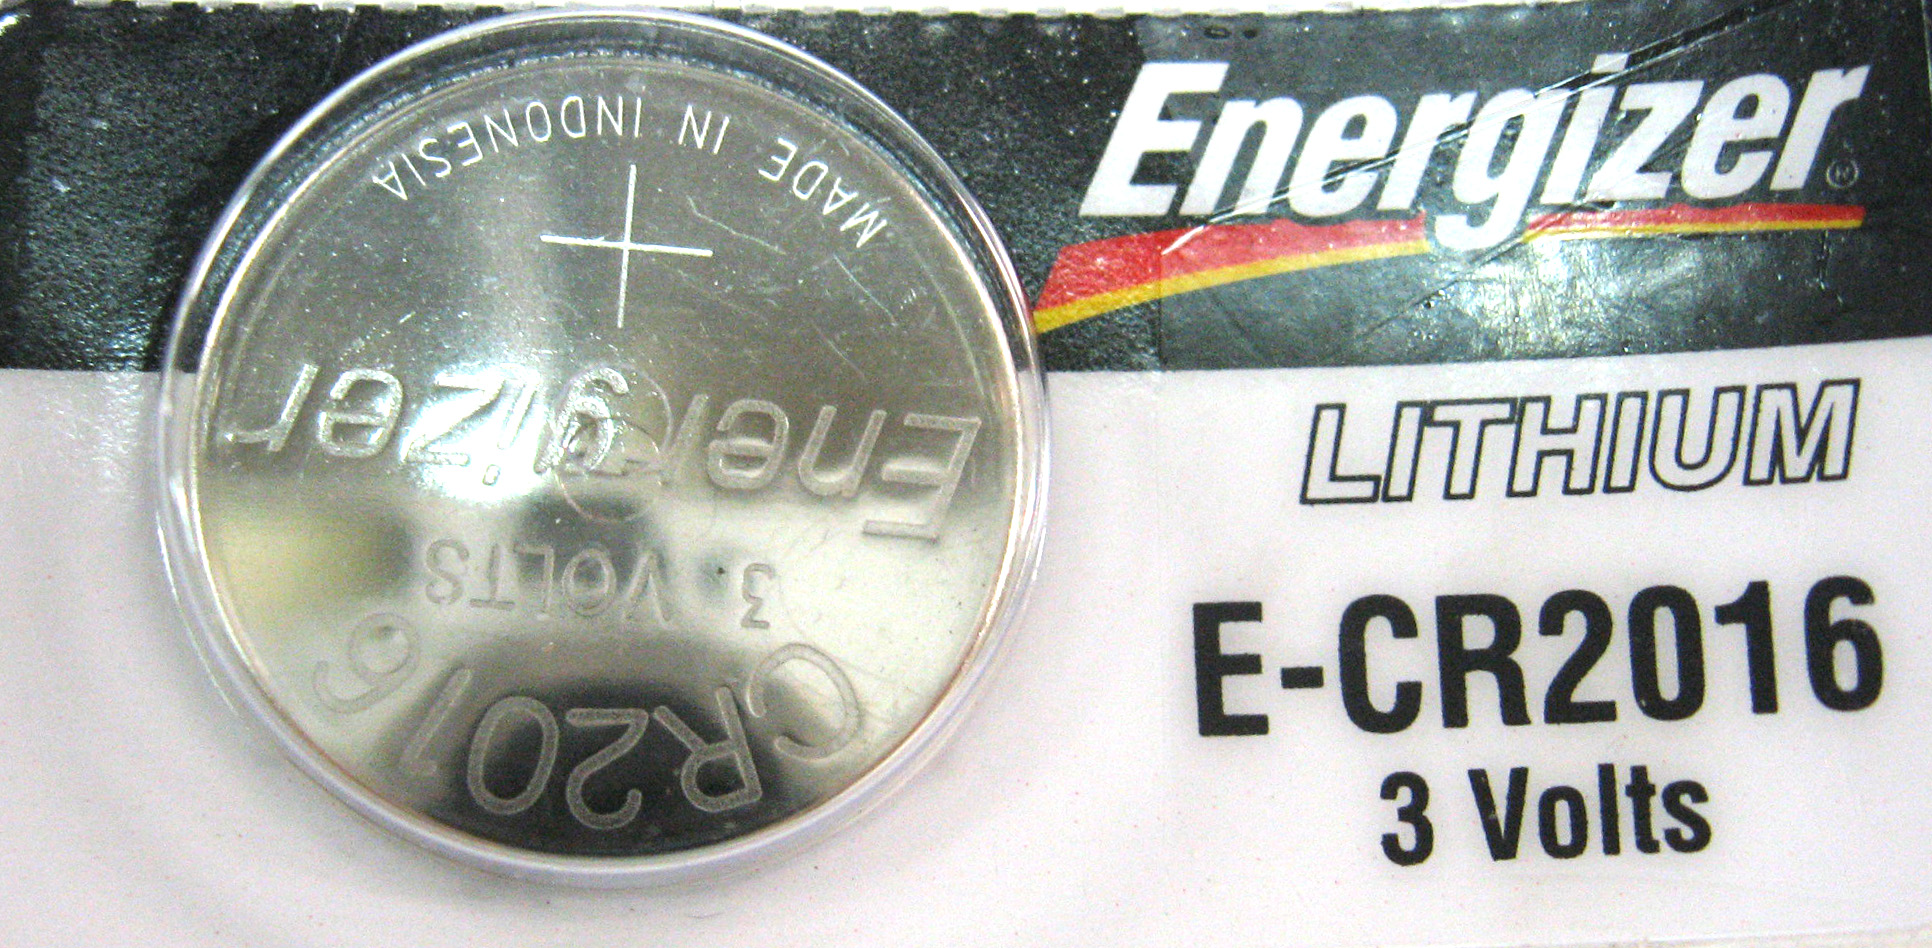 MADE IN INDONESIA
+
Energizer
3 VOLTS
CR2016
Energizer
LITHIUM
E-CR2016
3 Volts